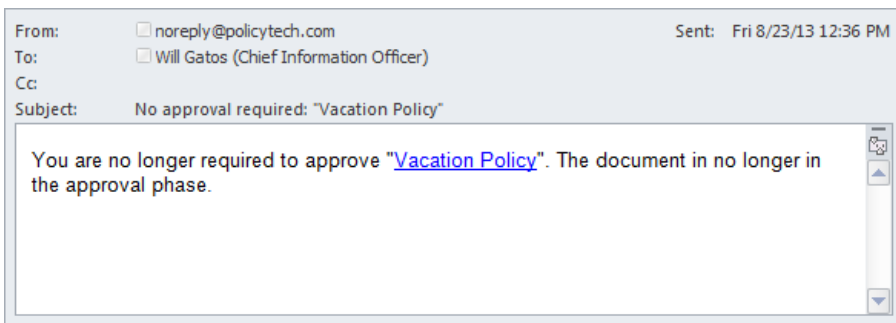 From: noreply@policytech.com Sent: Fri 8/23/13 12:36 PM
To: Will Gatos (Chief Information Officer)
Cc:
Subject: No approval required: "Vacation Policy"
You are no longer required to approve "Vacation Policy". The document in no longer in
the approval phase.